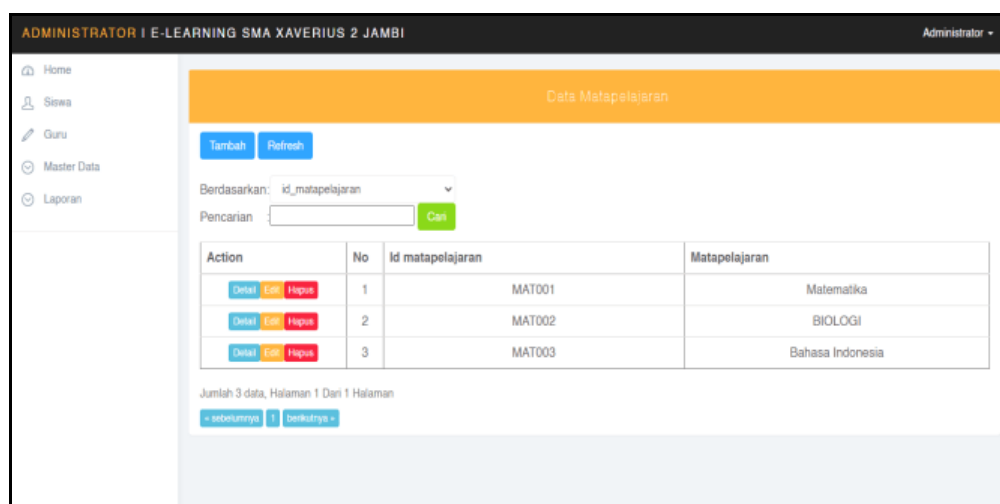 ADMINISTRATOR I E-LEARNING SMA XAVERIUS 2 JAMBI Administrator
Home
Siswa
Guru
Master Data
Laporan
Data Matapelajaran
Tambah Refresh
Berdasarkan: id_matapelajaran
Pencarian : Cari
Action No Id matapelajaran Matapelajaran
Detail Edit Hapus 1 MAT001 Matematika
Detail Edit Hapus 2 MAT002 BIOLOGI
Detail Edit Hapus 3 MAT003 Bahasa Indonesia
Jumlah 3 data, Halaman 1 Dari 1 Halaman
« sebelumnya 1 berikutnya »